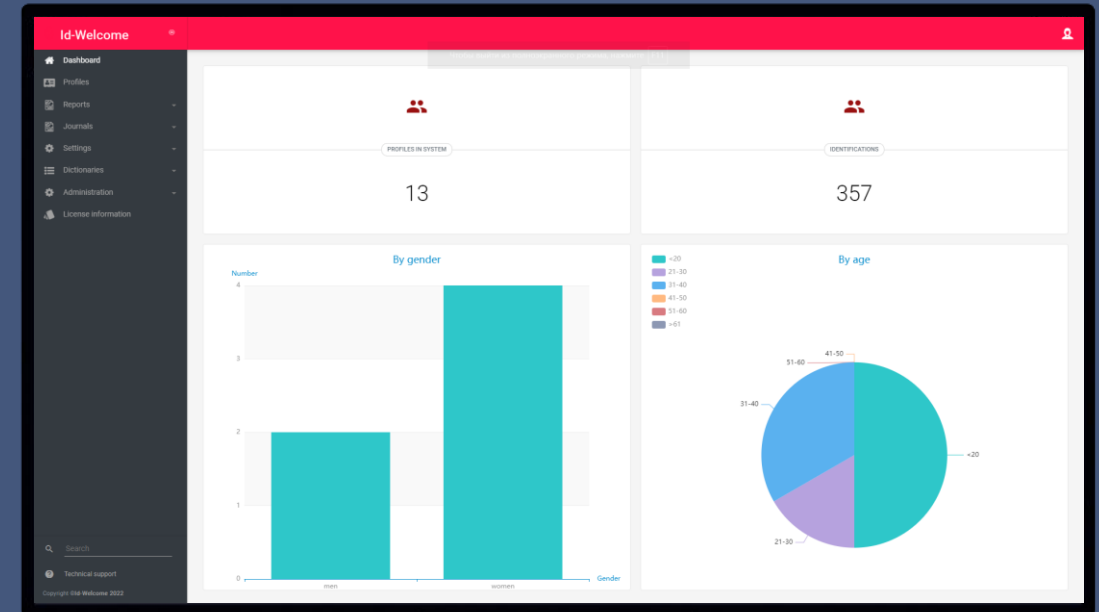 Id-Welcome
Dashboard
Profiles
Reports
Journals
Settings
Dictionaries
Administration
License information
Search
Technical support
Copyright ©Id-Welcome 2022
PROFILES IN SYSTEM
13
IDENTIFICATIONS
357
By gender
Number
4
3
2
1
0
men
women
Gender
By age
<20
21-30
31-40
41-50
51-60
>61
41-50
51-60
31-40
<20
21-30